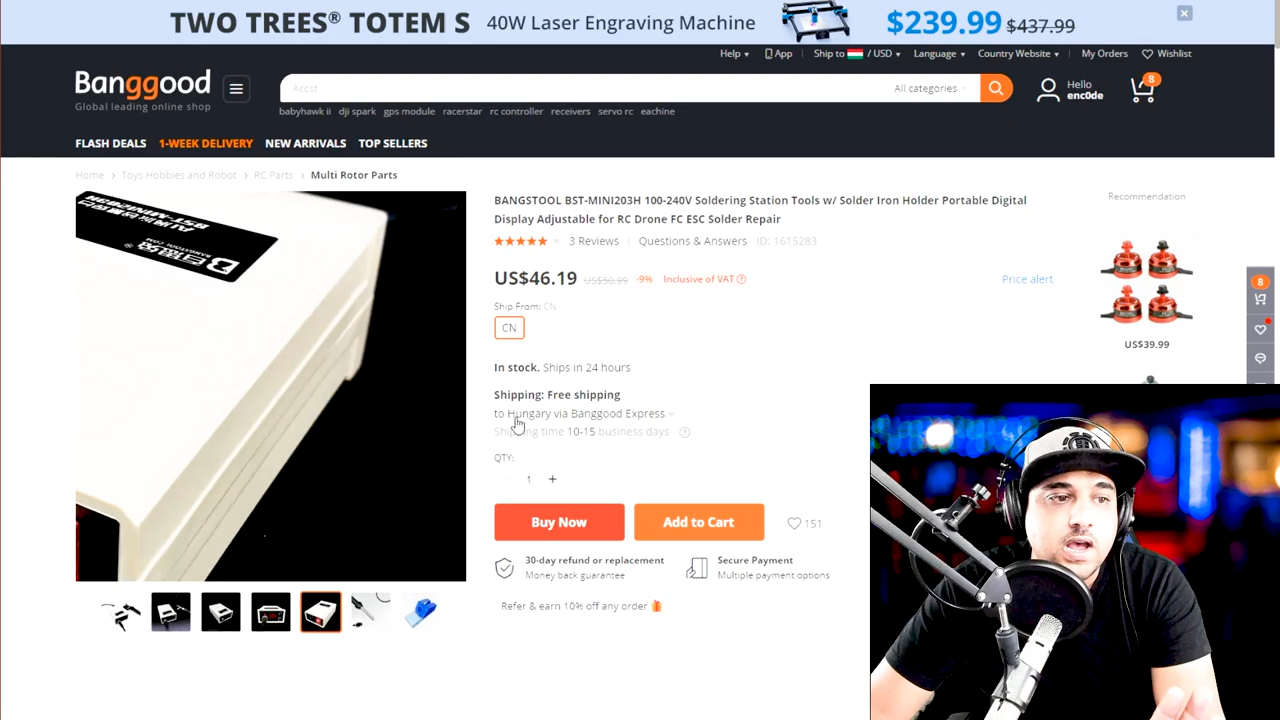 TWO TREES® TOTEM S 40W Laser Engraving Machine $239.99 $437.99
Help App Ship to / USD Language Country Website My Orders Wishlist
Banggood
Global leading online shop
Accst
All categories
Hello
enc0de
8
babyhawk ii dji spark gps module racerstar rc controller receivers servo rc eachine
FLASH DEALS 1-WEEK DELIVERY NEW ARRIVALS TOP SELLERS
Home > Toys Hobbies and Robot > RC Parts > Multi Rotor Parts
BANGSTOOL BST-MINI203H 100-240V Soldering Station Tools w/ Solder Iron Holder Portable Digital
Display Adjustable for RC Drone FC ESC Solder Repair
3 Reviews Questions & Answers ID: 1615283
US$46.19 US$50.99 -9% Inclusive of VAT ?
Price alert
Ship From: CN
CN
In stock. Ships in 24 hours
Shipping: Free shipping
to Hungary via Banggood Express
Shipping time 10-15 business days ?
QTY:
- 1 +
Buy Now
Add to Cart
151
30-day refund or replacement
Money back guarantee
Secure Payment
Multiple payment options
Refer & earn 10% off any order
Recommendation
US$39.99
8